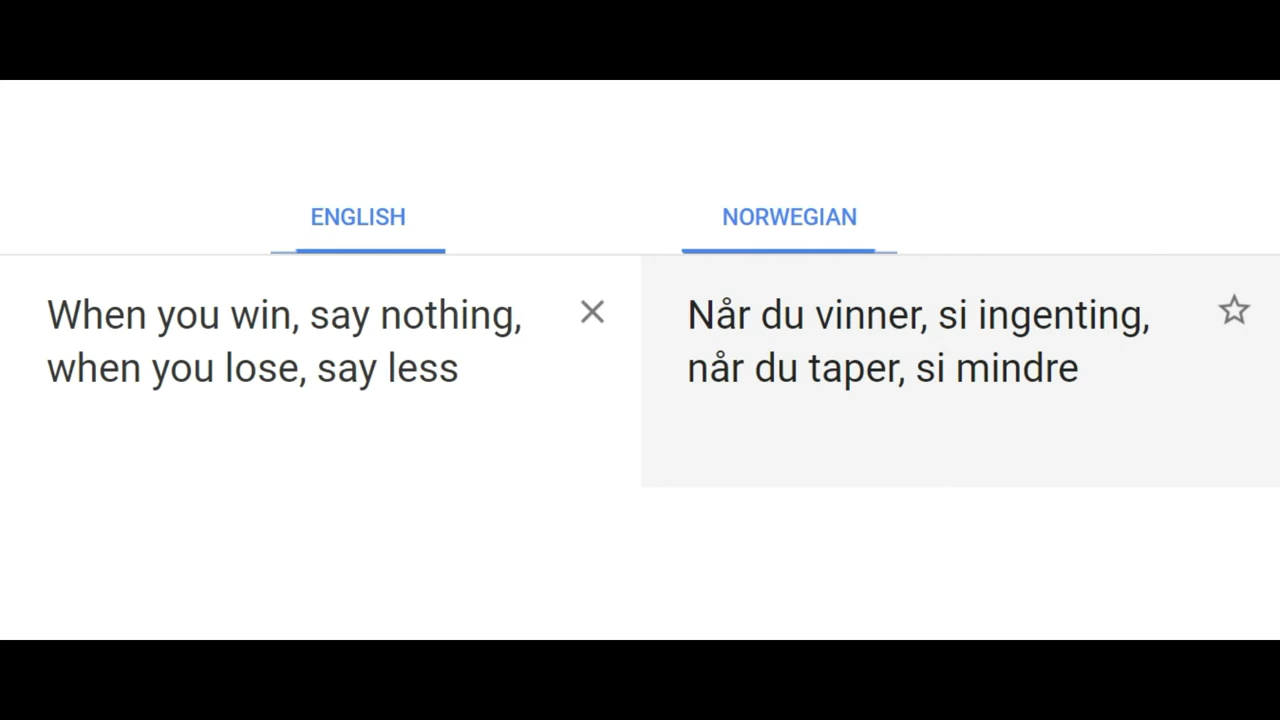 ENGLISH
NORWEGIAN
When you win, say nothing,
when you lose, say less
Når du vinner, si ingenting,
når du taper, si mindre